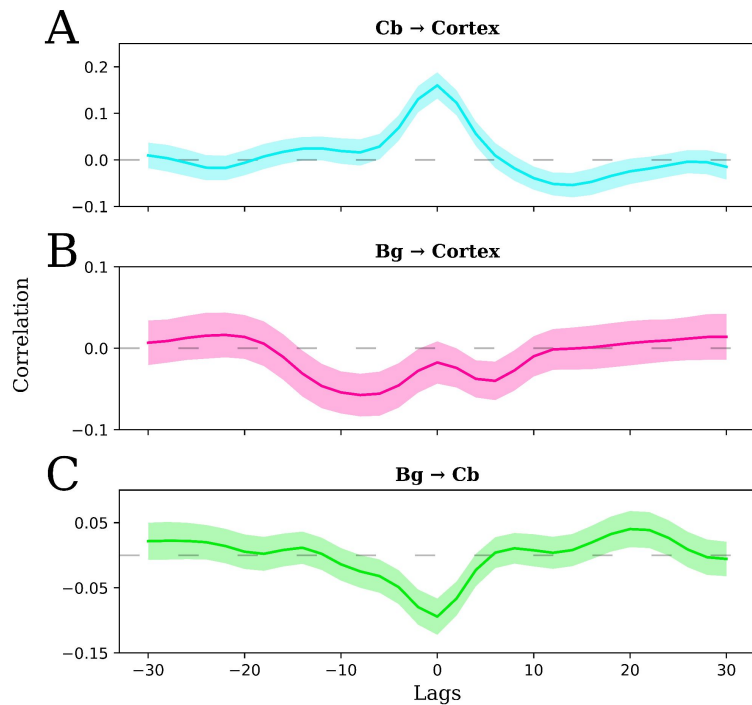 A
Cb → Cortex
0.2
0.1
0.0
−0.1
B
Bg → Cortex
0.1
0.0
−0.1
Correlation
C
Bg → Cb
0.05
−0.05
−0.15
−30 −20 −10 0 10 20 30
Lags